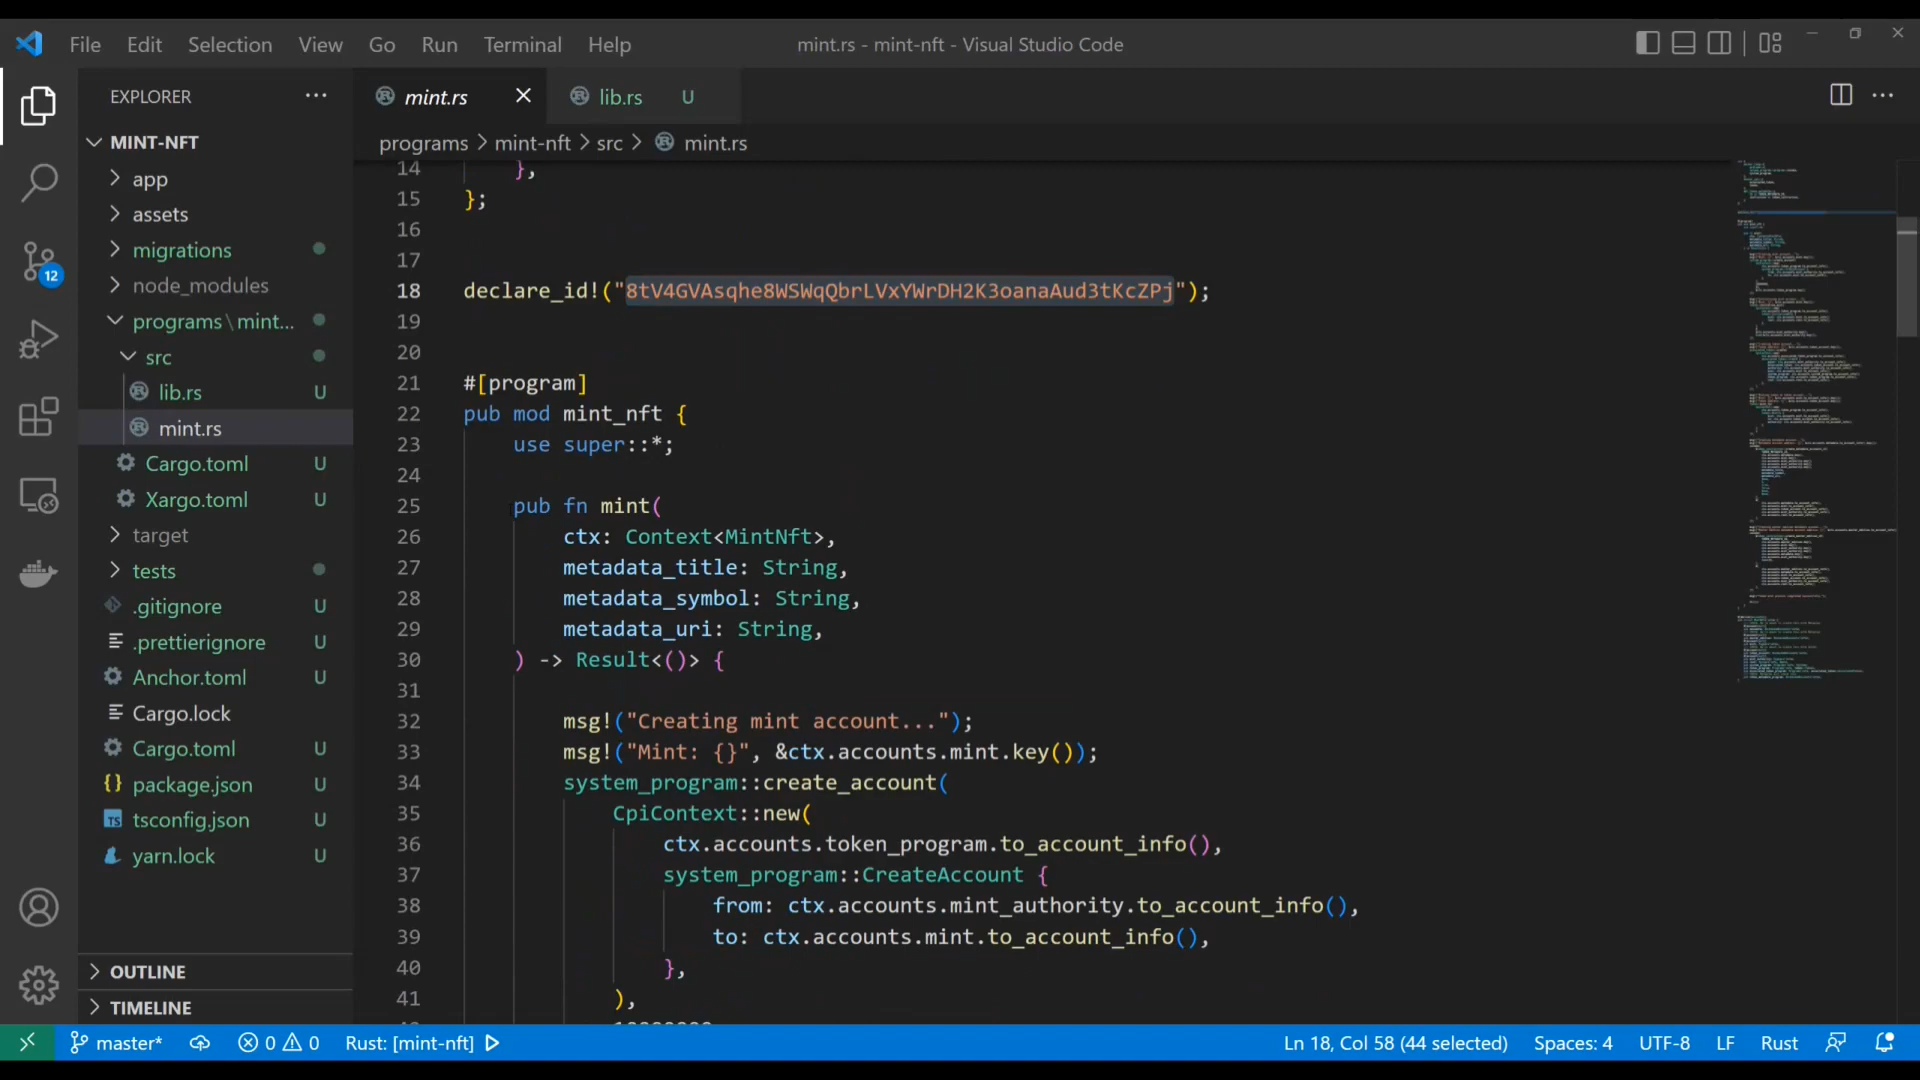 File Edit Selection View Go Run Terminal Help
mint.rs - mint-nft - Visual Studio Code
EXPLORER
MINT-NFT
app
assets
migrations
node_modules
programs\mint...
src
lib.rs U
mint.rs
Cargo.toml U
Xargo.toml U
target
tests
.gitignore U
.prettierignore U
Anchor.toml U
Cargo.lock
Cargo.toml U
package.json U
tsconfig.json U
yarn.lock U
OUTLINE
TIMELINE
12
mint.rs lib.rs U
programs > mint-nft > src > mint.rs
14 },
15 };
16
17
18 declare_id!("8tV4GVAsqhe8WSWqQbrLVxYWrDH2K3oanaAud3tKcZPj");
19
20
21 #[program]
22 pub mod mint_nft {
23 use super::*;
24
25 pub fn mint(
26 ctx: Context<MintNft>,
27 metadata_title: String,
28 metadata_symbol: String,
29 metadata_uri: String,
30 ) -> Result<()> {
31
32 msg!("Creating mint account...");
33 msg!("Mint: {}", &ctx.accounts.mint.key());
34 system_program::create_account(
35 CpiContext::new(
36 ctx.accounts.token_program.to_account_info(),
37 system_program::CreateAccount {
38 from: ctx.accounts.mint_authority.to_account_info(),
39 to: ctx.accounts.mint.to_account_info(),
40 },
41 ),
master* 0 0 Rust: [mint-nft] Ln 18, Col 58 (44 selected) Spaces: 4 UTF-8 LF Rust